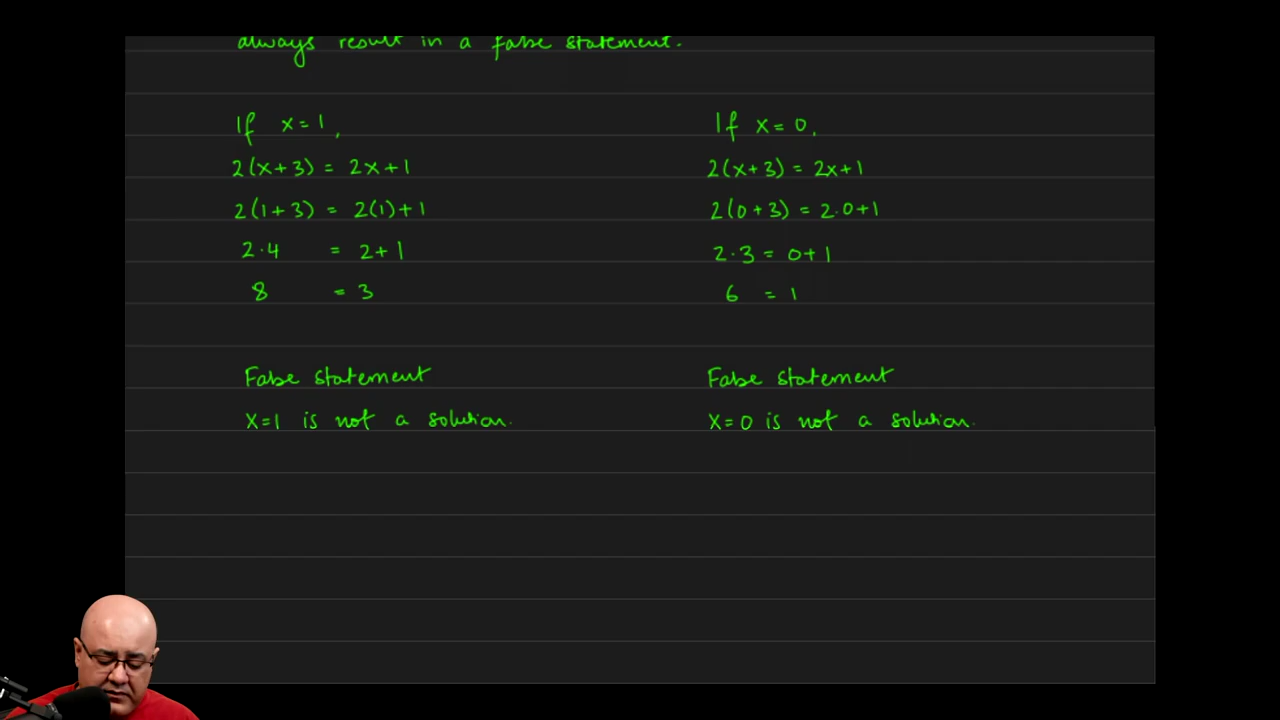 always result in a false statement.
If x=1,
2(x+3) = 2x+1
2(1+3) = 2(1)+1
2·4 = 2+1
8 = 3
False statement
x=1 is not a solution.
If x=0,
2(x+3) = 2x+1
2(0+3) = 2·0+1
2·3 = 0+1
6 = 1
False statement
x=0 is not a solution.